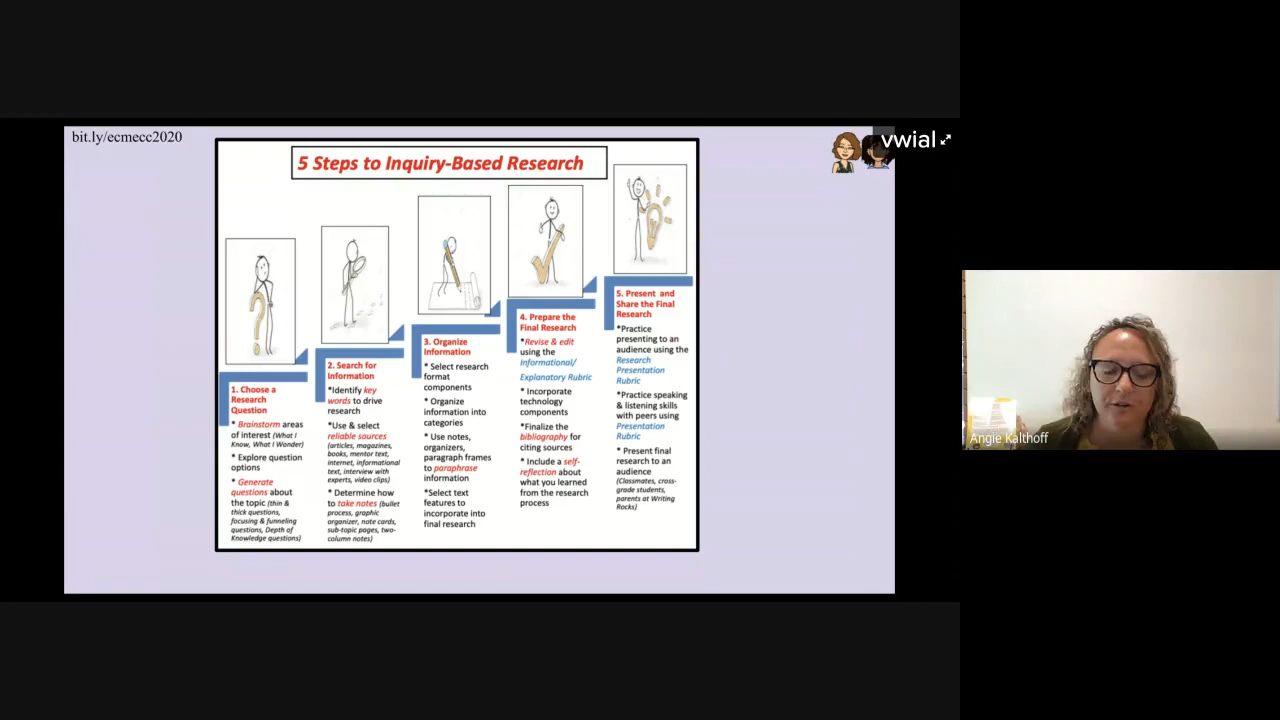 bit.ly/ecmecc2020
vwial
5 Steps to Inquiry-Based Research
1. Choose a
Research
Question
* Brainstorm areas
of interest (What I
Know, What I Wonder)
* Explore question
options
* Generate
questions about
the topic (thin &
thick questions,
focusing & funneling
questions, Depth of
Knowledge questions)
2. Search for
Information
*Identify key
words to drive
research
*Use & select
reliable sources
(articles, magazines,
books, mentor text,
internet, informational
text, interview with
experts, video clips)
* Determine how
to take notes (bullet
process, graphic
organizer, note cards,
sub-topic pages, two-
column notes)
3. Organize
Information
* Select research
format
components
* Organize
information into
categories
* Use notes,
organizers,
paragraph frames
to paraphrase
information
*Select text
features to
incorporate into
final research
4. Prepare the
Final Research
*Revise & edit
using the
Informational/
Explanatory Rubric
* Incorporate
technology
components
*Finalize the
bibliography for
citing sources
* Include a self-
reflection about
what you learned
from the research
process
5. Present and
Share the Final
Research
*Practice
presenting to an
audience using the
Research
Presentation
Rubric
*Practice speaking
& listening skills
with peers using
Presentation
Rubric
* Present final
research to an
audience
(Classmates, cross-
grade students,
parents at Writing
Rocks)
Angie Kalthoff